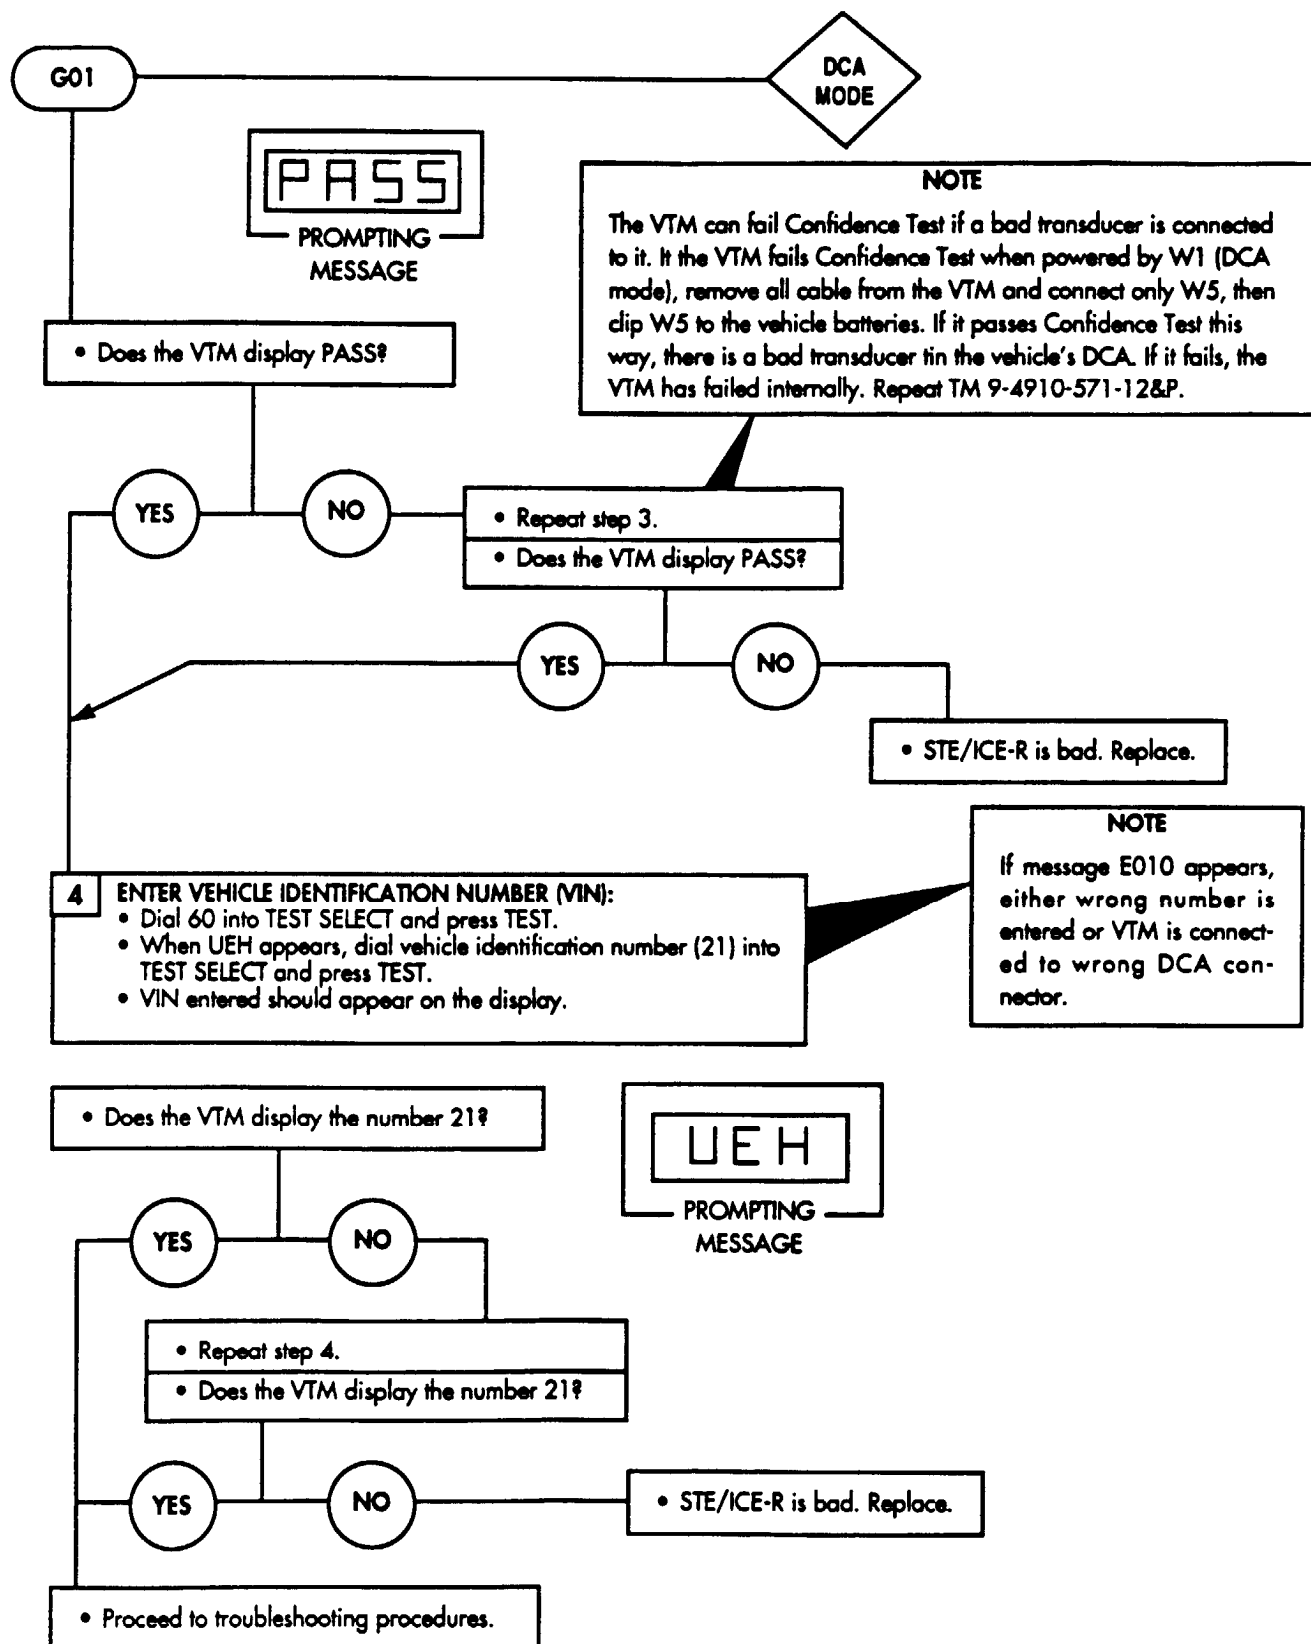 G01
DCA
MODE
PASS
PROMPTING
MESSAGE
NOTE
The VTM can fail Confidence Test if a bad transducer is connected
to it. It the VTM fails Confidence Test when powered by W1 (DCA
mode), remove all cable from the VTM and connect only W5, then
clip W5 to the vehicle batteries. If it passes Confidence Test this
way, there is a bad transducer tin the vehicle's DCA. If it fails, the
VTM has failed internally. Repeat TM 9-4910-571-12&P.
• Does the VTM display PASS?
YES
NO
• Repeat step 3.
• Does the VTM display PASS?
YES
NO
• STE/ICE-R is bad. Replace.
4 ENTER VEHICLE IDENTIFICATION NUMBER (VIN):
• Dial 60 into TEST SELECT and press TEST.
• When UEH appears, dial vehicle identification number (21) into
TEST SELECT and press TEST.
• VIN entered should appear on the display.
NOTE
If message E010 appears,
either wrong number is
entered or VTM is connect-
ed to wrong DCA con-
nector.
• Does the VTM display the number 21?
UEH
PROMPTING
MESSAGE
YES
NO
• Repeat step 4.
• Does the VTM display the number 21?
YES
NO
• STE/ICE-R is bad. Replace.
• Proceed to troubleshooting procedures.